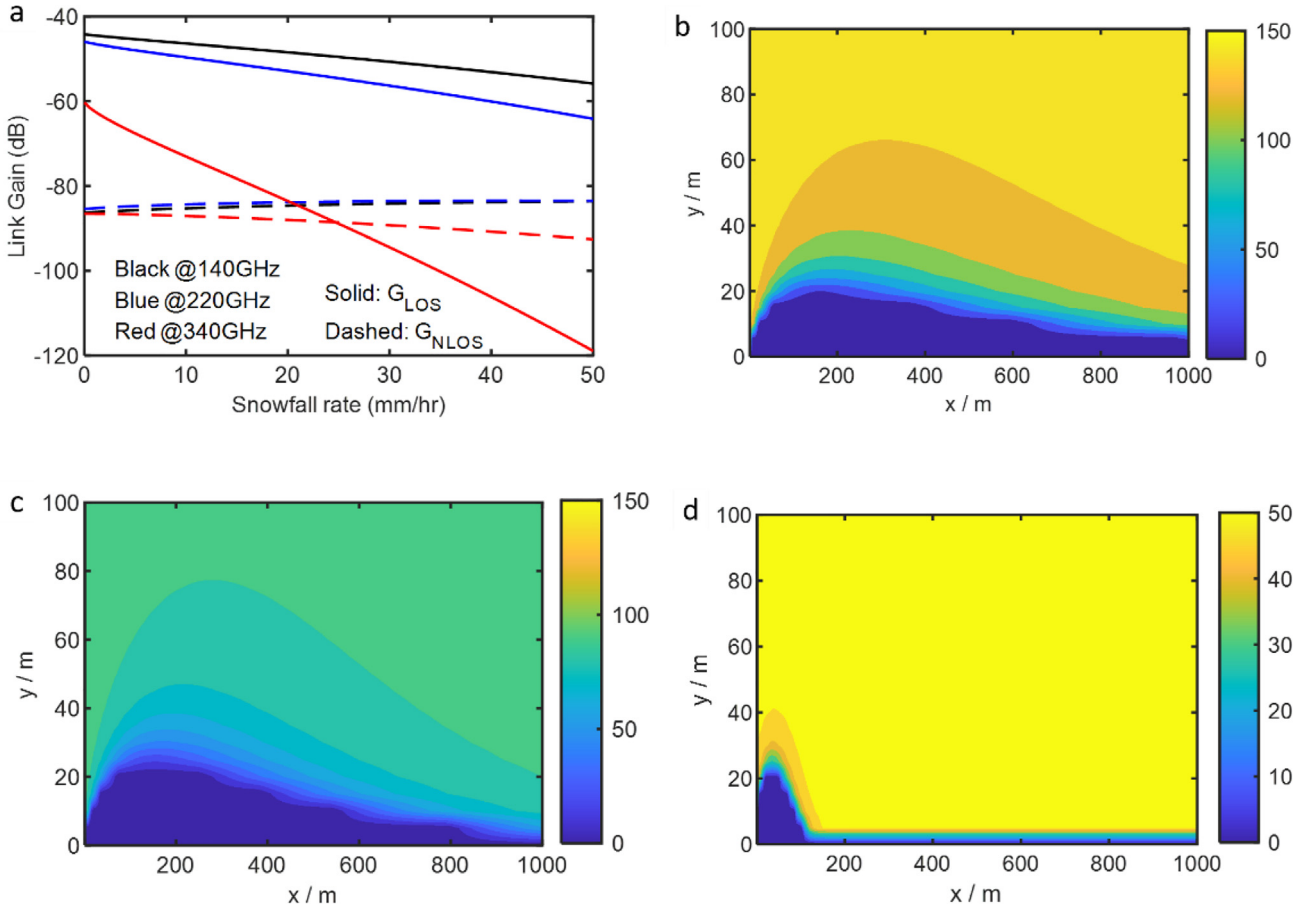 a
-40
-60
-80
-100
-120
Link Gain (dB)
Black @140GHz
Blue @220GHz
Red @340GHz
Solid: G_LOS
Dashed: G_NLOS
0 10 20 30 40 50
Snowfall rate (mm/hr)
b
100
80
60
40
20
0
y / m
200 400 600 800 1000
x / m
150
100
50
0
c
100
80
60
40
20
0
y / m
200 400 600 800 1000
x / m
150
100
50
0
d
100
80
60
40
20
0
y / m
200 400 600 800 1000
x / m
50
40
30
20
10
0